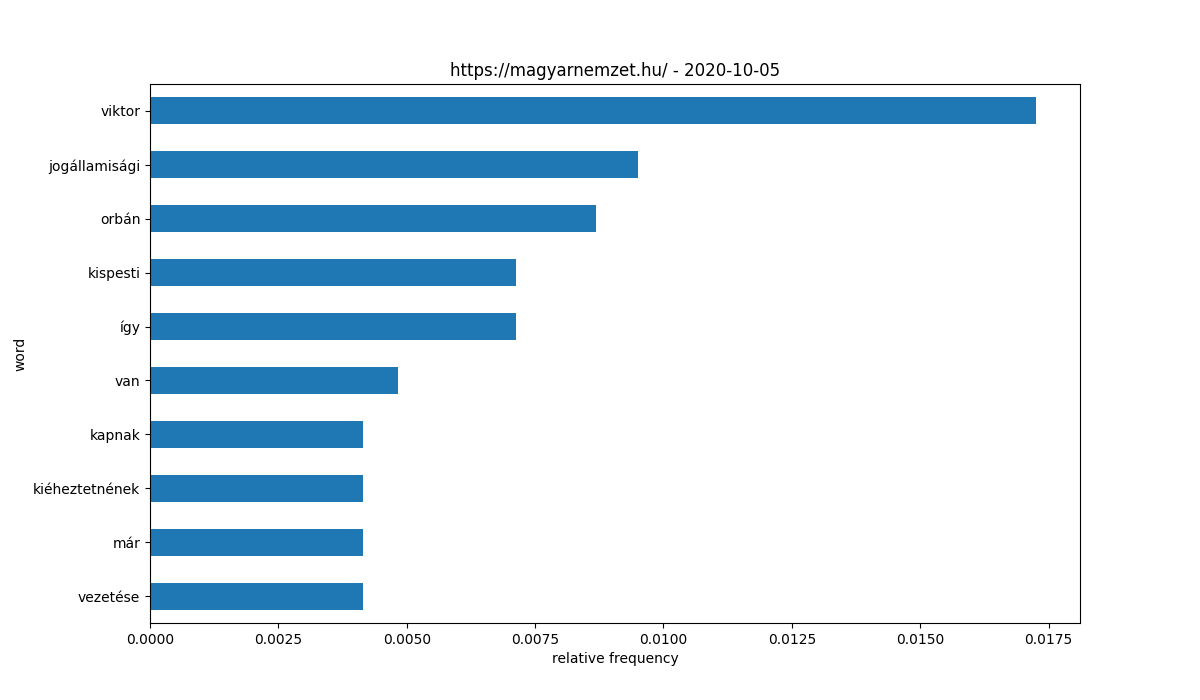 https://magyarnemzet.hu/ - 2020-10-05
word
viktor
jogállamisági
orbán
kispesti
így
van
kapnak
kiéheztetnének
már
vezetése
0.0000 0.0025 0.0050 0.0075 0.0100 0.0125 0.0150 0.0175
relative frequency